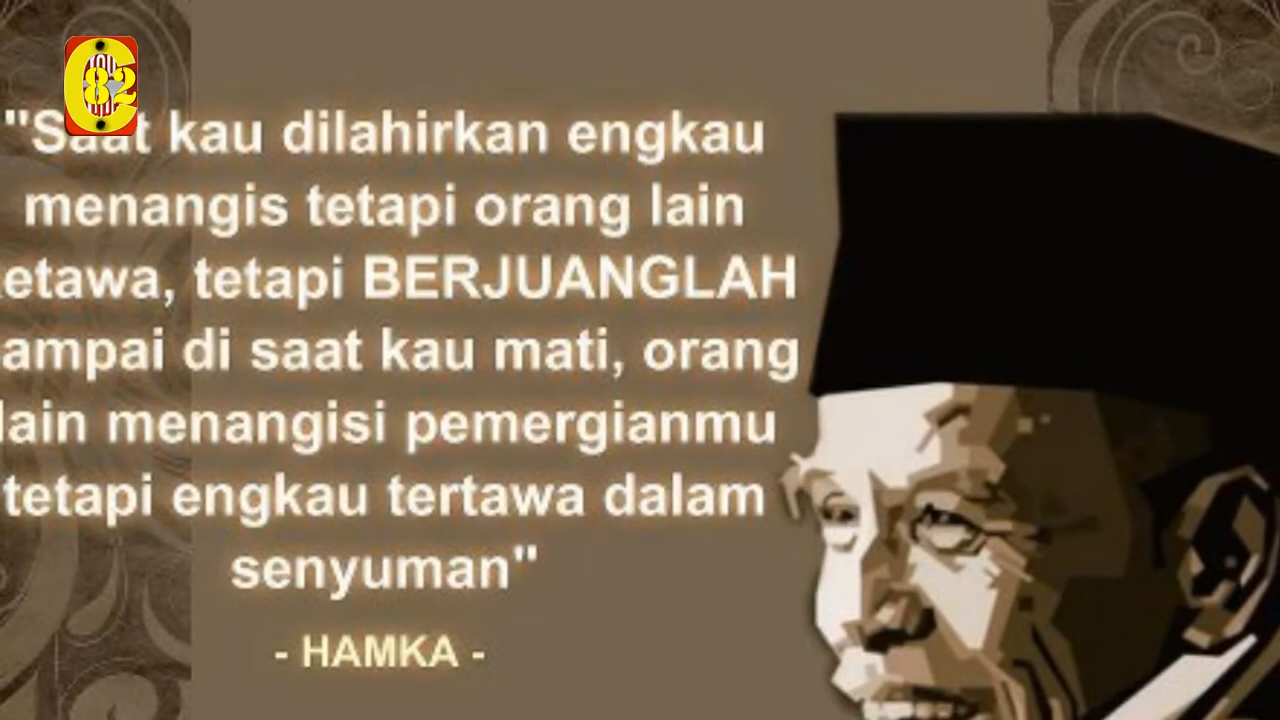 "Saat kau dilahirkan engkau
menangis tetapi orang lain
etawa, tetapi BERJUANGLAH
ampai di saat kau mati, orang
lain menangisi pemergianmu
tetapi engkau tertawa dalam
senyuman"
- HAMKA -